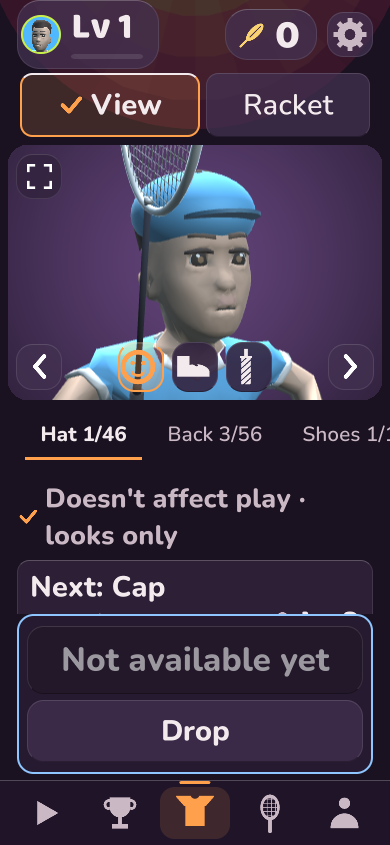 Lv 1
0
View
Racket
Hat 1/46
Back 3/56
Shoes 1/1
Doesn't affect play ·
looks only
Next: Cap
Not available yet
Drop